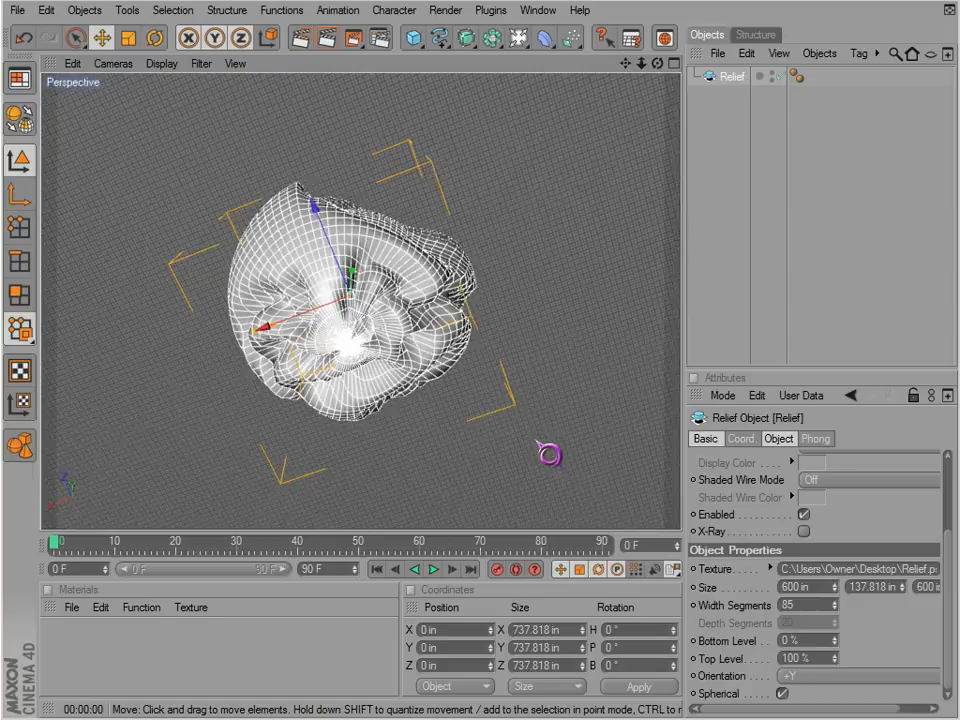 File Edit Objects Tools Selection Structure Functions Animation Character Render Plugins Window Help
Objects Structure
File Edit View Objects Tag
Edit Cameras Display Filter View
Perspective
Relief
X Y Z
Attributes
Mode Edit User Data
Relief Object [Relief]
Basic Coord. Object Phong
Display Color
Shaded Wire Mode Off
Shaded Wire Color
Enabled
X-Ray
Object Properties
Texture C:\Users\Owner\Desktop\Relief.p
Size 600 in 137.818 in 600 in
Width Segments 85
Depth Segments 20
Bottom Level 0 %
Top Level 100 %
Orientation +Y
Spherical
0 10 20 30 40 50 60 70 80 90 0 F
0 F 0 F 90 F 90 F
Materials
File Edit Function Texture
Coordinates
Position Size Rotation
X 0 in X 737.818 in H 0 °
Y 0 in Y 737.818 in P 0 °
Z 0 in Z 737.818 in B 0 °
Object Size Apply
MAXON
CINEMA 4D
00:00:00 Move: Click and drag to move elements. Hold down SHIFT to quantize movement / add to the selection in point mode, CTRL to r